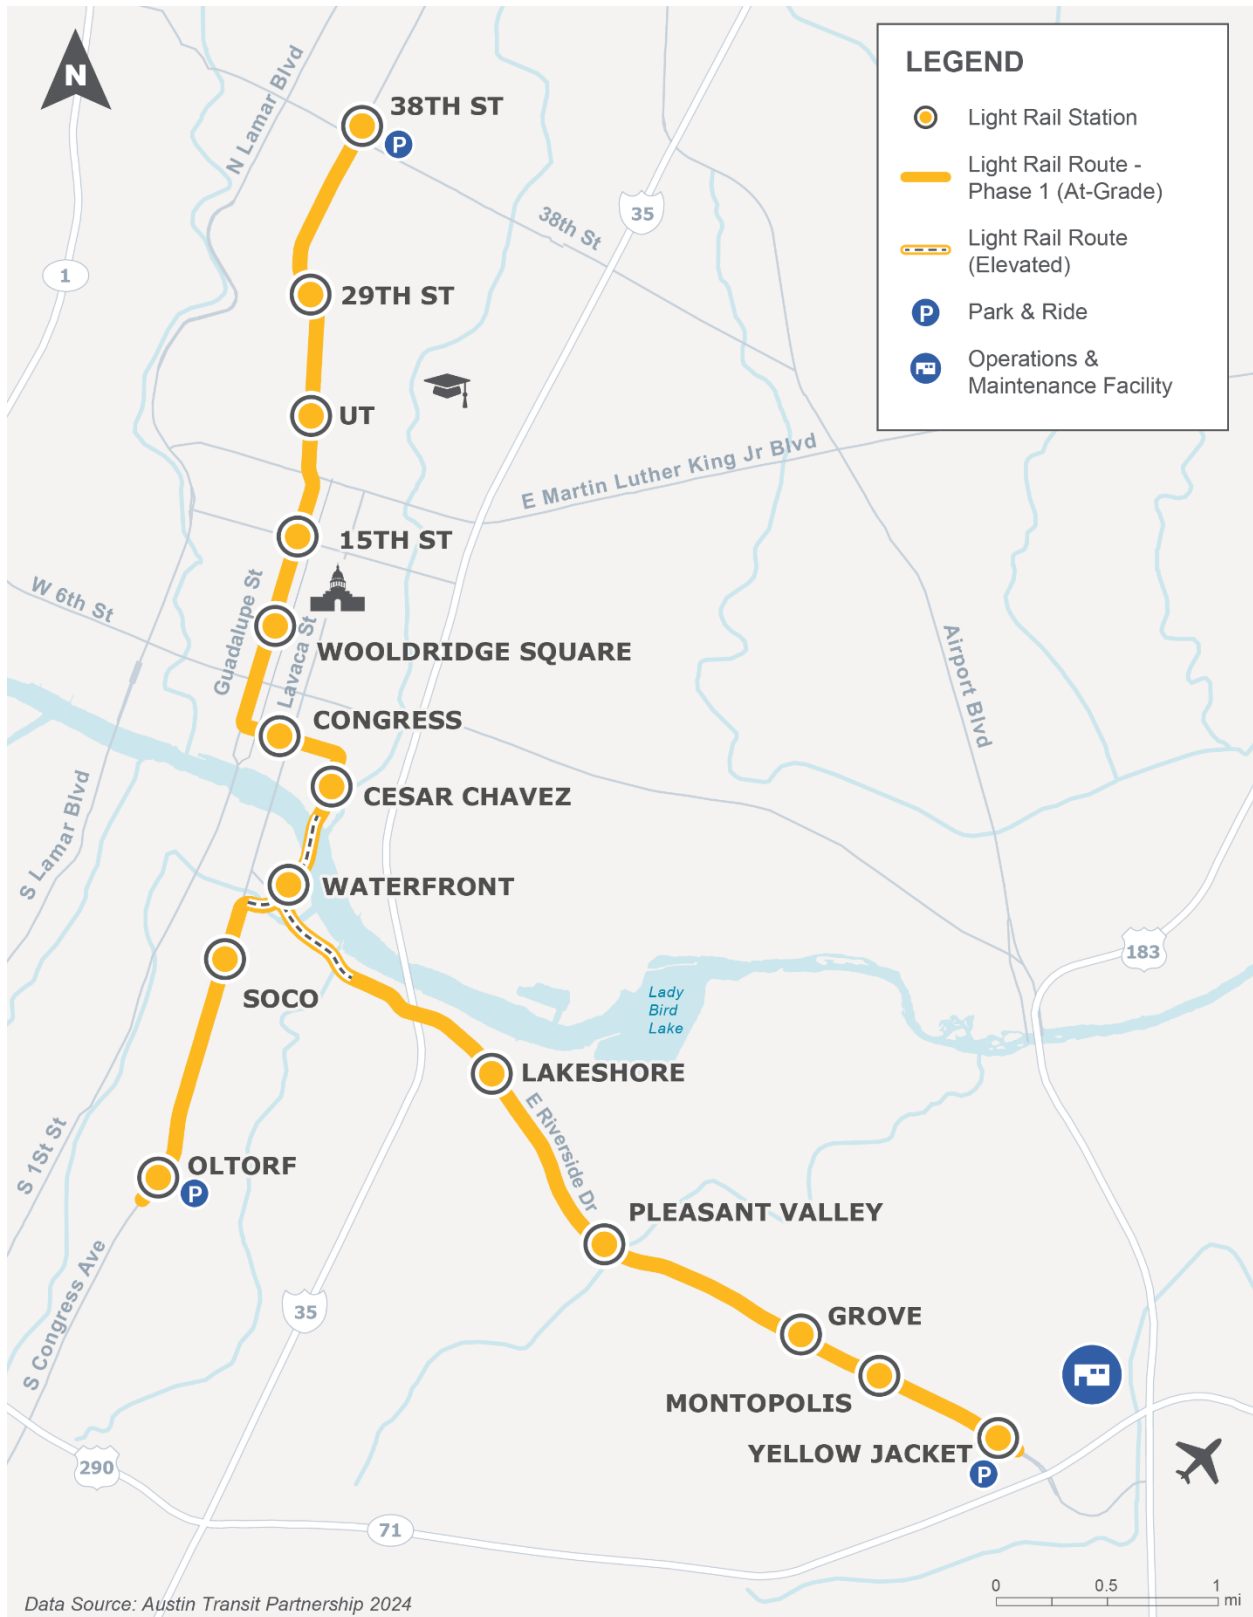 N
LEGEND
Light Rail Station
Light Rail Route -
Phase 1 (At-Grade)
Light Rail Route
(Elevated)
P
Park & Ride
Operations &
Maintenance Facility
38TH ST
P
N Lamar Blvd
38th St
35
1
29TH ST
UT
E Martin Luther King Jr Blvd
15TH ST
W 6th St
Guadalupe St
Lavaca St
WOOLDRIDGE SQUARE
Airport Blvd
CONGRESS
CESAR CHAVEZ
S Lamar Blvd
WATERFRONT
183
SOCO
Lady
Bird
Lake
LAKESHORE
E Riverside Dr
S 1St St
OLTORF
P
PLEASANT VALLEY
S Congress Ave
35
GROVE
MONTOPOLIS
YELLOW JACKET
P
290
71
0
0.5
1
mi
Data Source: Austin Transit Partnership 2024